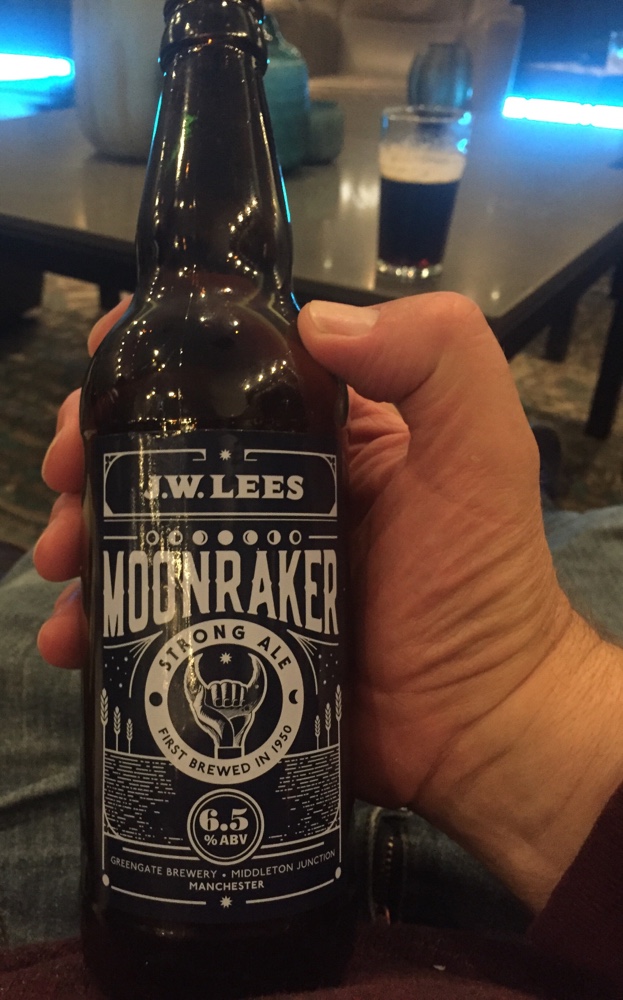 J.W. LEES
MOONRAKER
STRONG ALE
FIRST BREWED IN 1950
6.5
% ABV
GREENGATE BREWERY • MIDDLETON JUNCTION
MANCHESTER